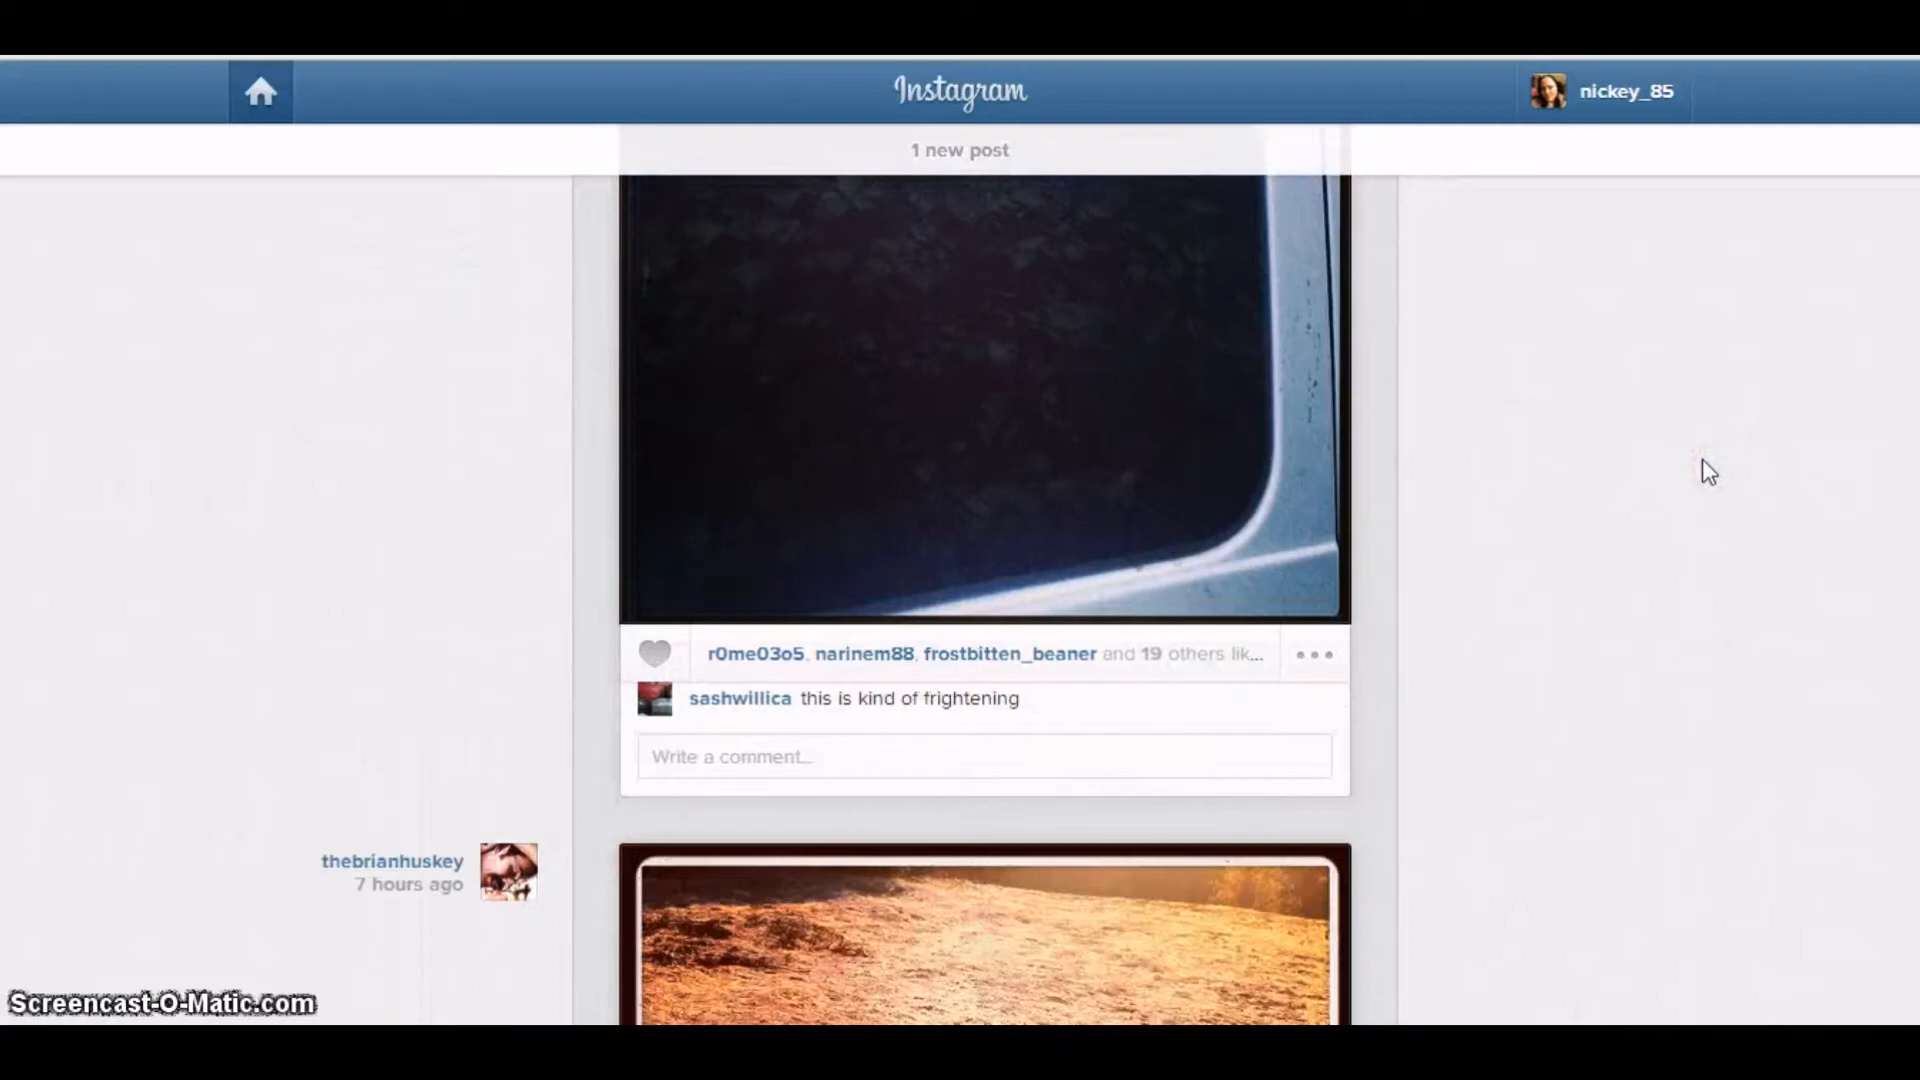 Instagram
nickey_85
1 new post
r0me03o5, narinem88, frostbitten_beaner and 19 others lik...
sashwillica this is kind of frightening
Write a comment...
thebrianhuskey
7 hours ago
Screencast-O-Matic.com